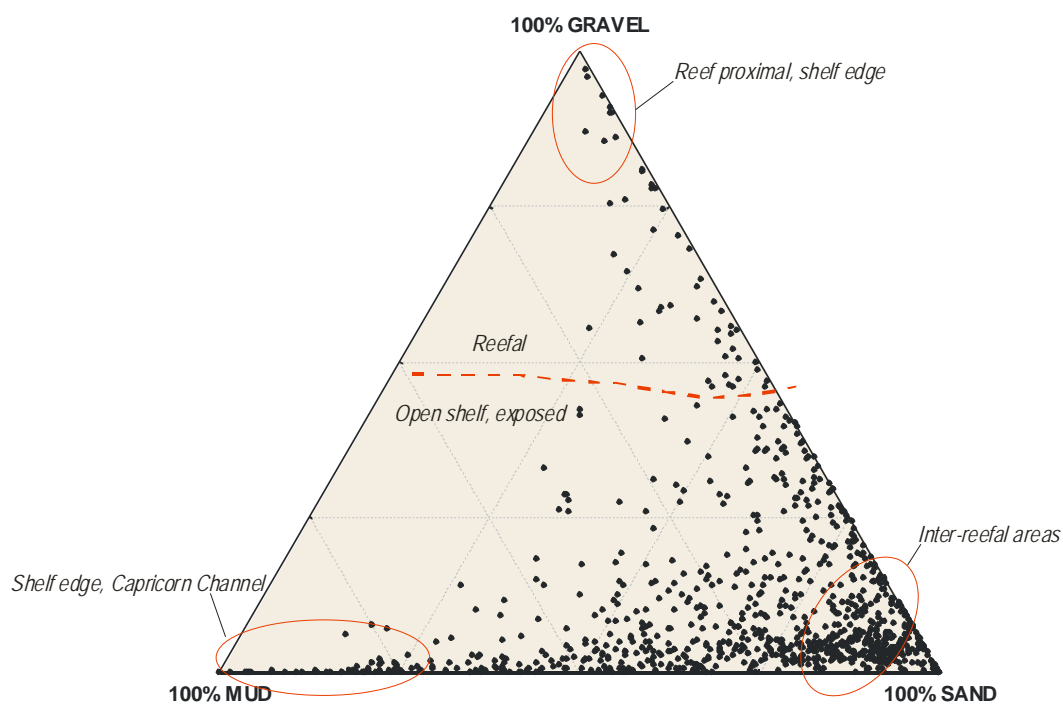 100% GRAVEL
Reef proximal, shelf edge
Reefal
Open shelf, exposed
Inter-reefal areas
Shelf edge, Capricorn Channel
100% MUD
100% SAND